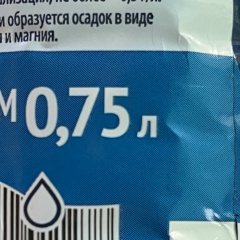 и образуется осадок в виде
и магния.
М 0,75 л